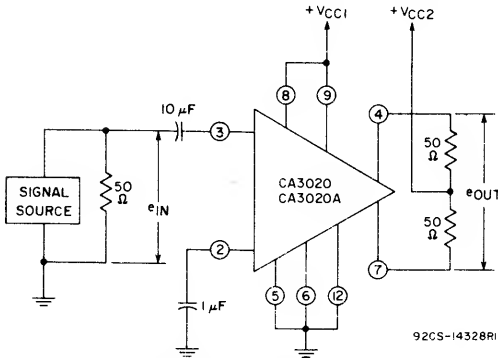 +VCC1
+VCC2
8
9
4
10 μF
3
50
Ω
SIGNAL
SOURCE
50
Ω
eIN
CA3020
CA3020A
eOUT
50
Ω
2
7
1 μF
5
6
12
92CS-14328R1